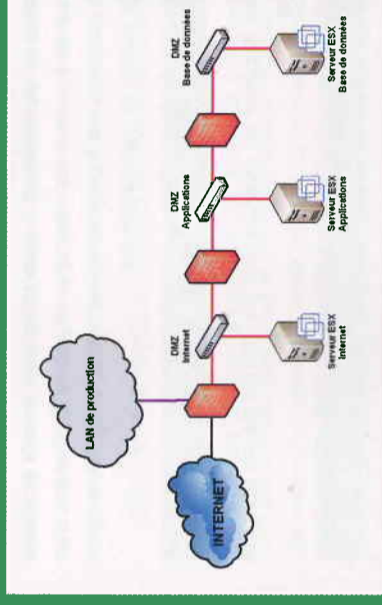 LAN de production
INTERNET
DMZ
Internet
Serveur ESX
Internet
DMZ
Applications
Serveur ESX
Applications
DMZ
Base de données
Serveur ESX
Base de données